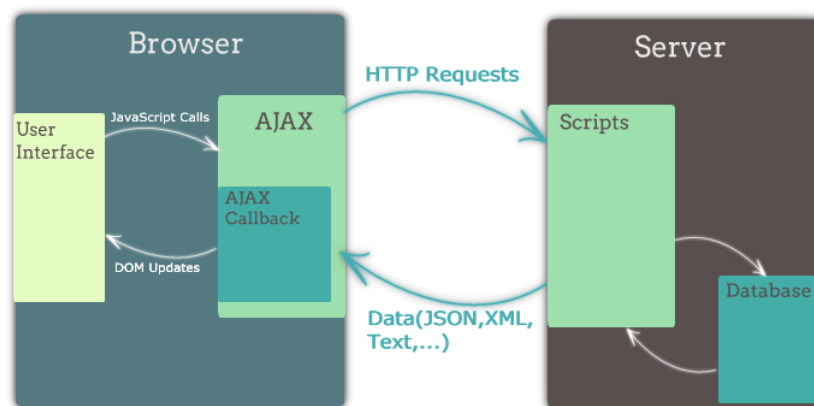 Browser
Server
HTTP Requests
JavaScript Calls
AJAX
Scripts
User
Interface
AJAX
Callback
DOM Updates
Database
Data(JSON,XML,
Text,...)